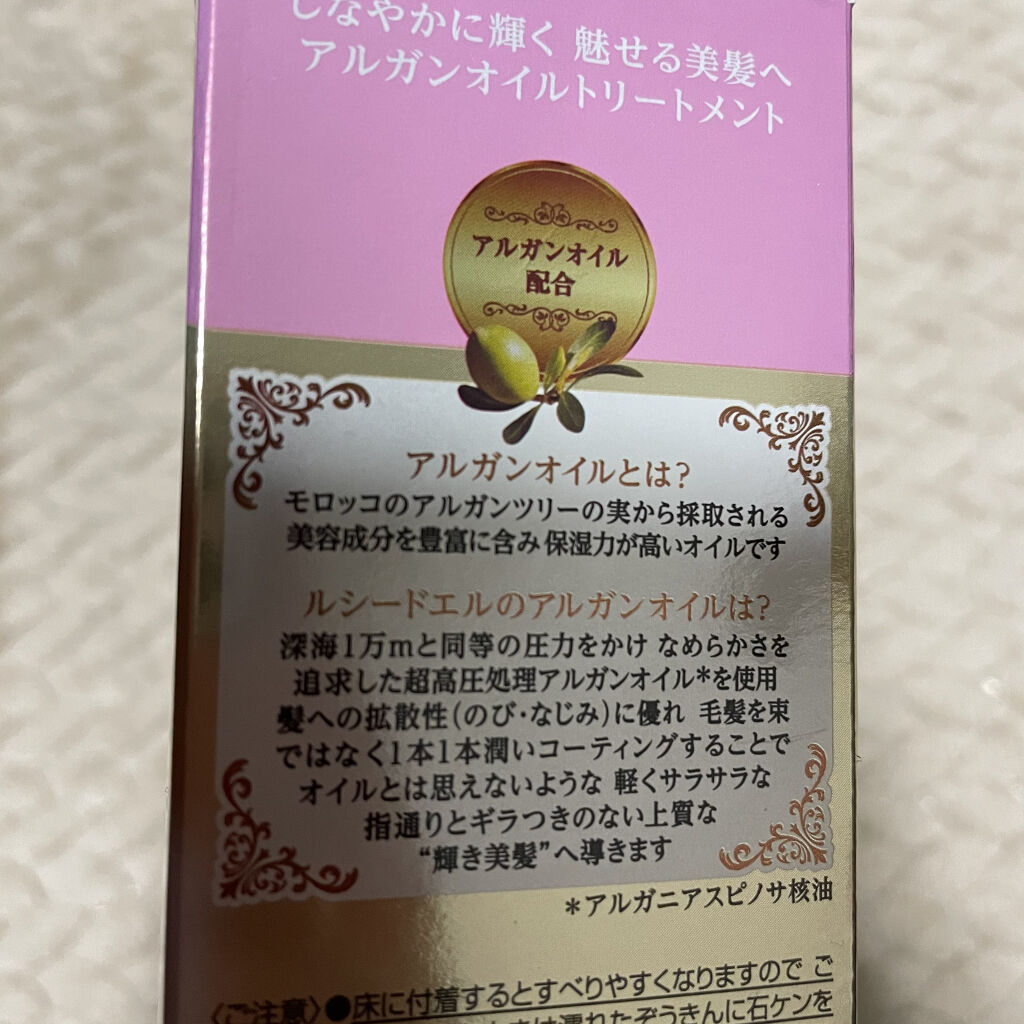 しなやかに輝く 魅せる美髪へ
アルガンオイルトリートメント
アルガンオイル
配合
アルガンオイルとは?
モロッコのアルガンツリーの実から採取される
美容成分を豊富に含み 保湿力が高いオイルです
ルシードエルのアルガンオイルは?
深海1万mと同等の圧力をかけ なめらかさを
追求した超高圧処理アルガンオイル*を使用
髪への拡散性(のび・なじみ)に優れ 毛髪を束
ではなく1本1本潤いコーティングすることで
オイルとは思えないような 軽くサラサラな
指通りとギラつきのない上質な
“輝き美髪”へ導きます
*アルガニアスピノサ核油
〈ご注意〉●床に付着するとすべりやすくなりますので ご
濡れたぞうきんに石ケンを